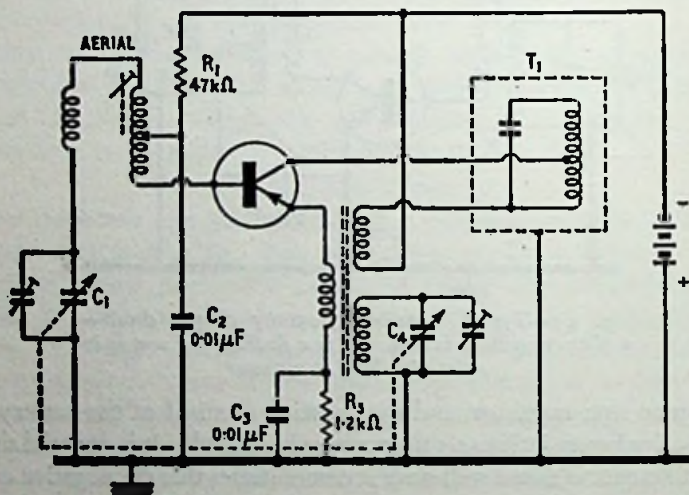 AERIAL
R1
47kΩ
T1
C1
C2
0·01μF
C3
0·01μF
C4
R3
1·2kΩ
−
+